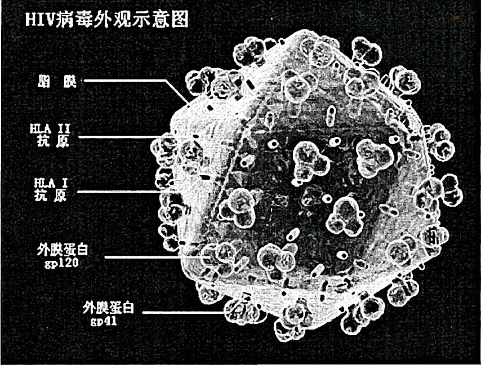 HIV病毒外观示意图
脂 膜
HLA II
抗 原
HLA I
抗 原
外膜蛋白
gp120
外膜蛋白
gp41